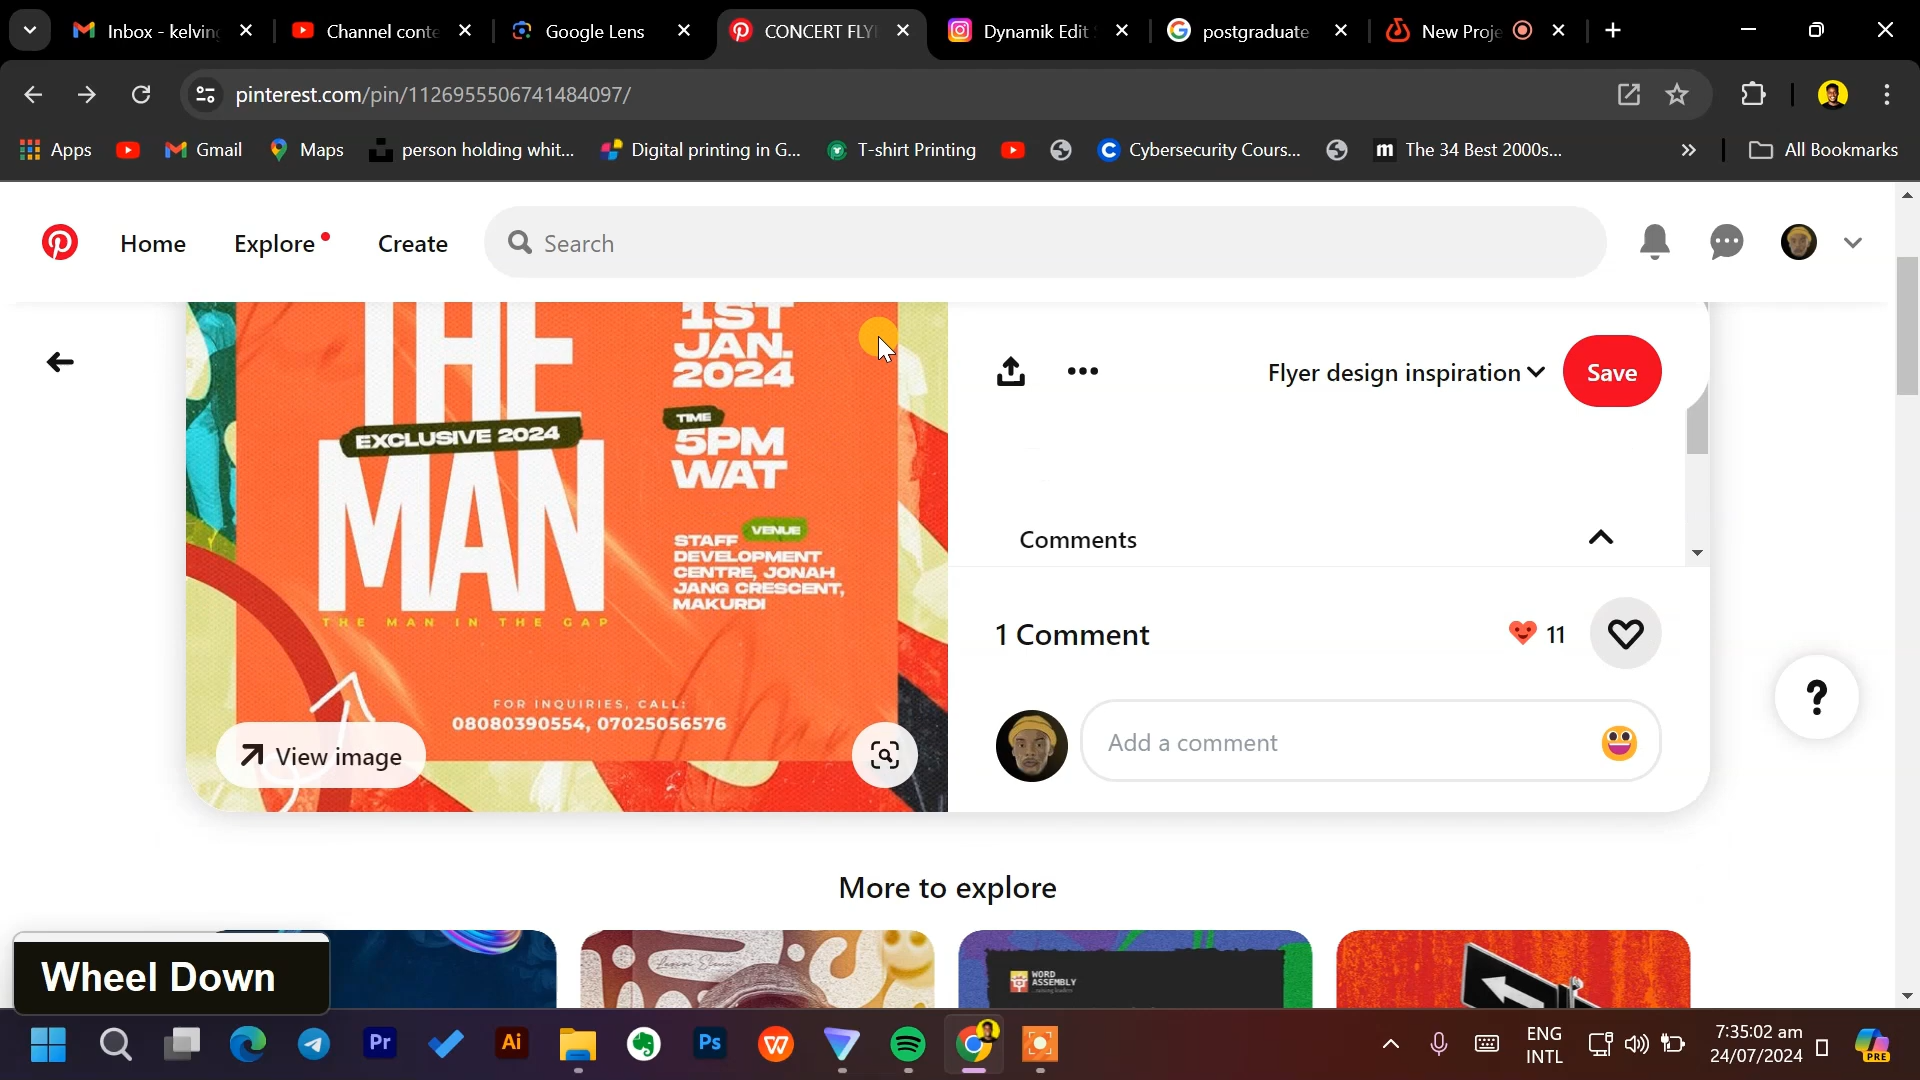 Inbox - kelvin
Channel conte
Google Lens
CONCERT FLY
Dynamik Edit
postgraduate
New Proje
pinterest.com/pin/1126955506741484097/
Apps
Gmail
Maps
person holding whit...
Digital printing in G...
T-shirt Printing
Cybersecurity Cours...
m
The 34 Best 2000s...
»
All Bookmarks
Home
Explore
Create
Search
THE
EXCLUSIVE 2024
MAN
THE MAN IN THE GAP
1ST
JAN.
2024
TIME
5PM
WAT
VENUE
STAFF
DEVELOPMENT
CENTRE, JONAH
JANG CRESCENT,
MAKURDI
FOR INQUIRIES, CALL:
08080390554, 07025056576
View image
Flyer design inspiration
Save
Comments
1 Comment
11
Add a comment
?
More to explore
WORD
ASSEMBLY
Wheel Down
Pr
Ai
Ps
ENG
INTL
7:35:02 am
24/07/2024
PRE